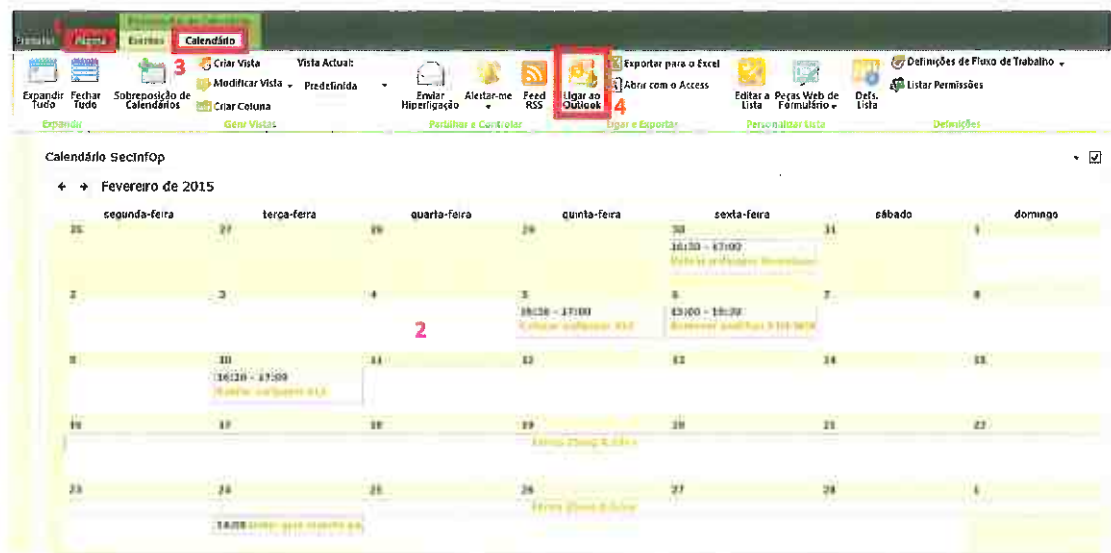 1
Página Eventos Calendário
3
Expandir Tudo
Fechar Tudo
Sobreposição de Calendários
Criar Vista
Modificar Vista
Criar Coluna
Vista Actual:
Predefinida
Enviar Hiperligação
Alertar-me
Feed RSS
Ligar ao Outlook
4
Exportar para o Excel
Abrir com o Access
Editar a Lista
Peças Web de Formulário
Defs. Lista
Definições de Fluxo de Trabalho
Listar Permissões
Expandir Gerir Vistas Partilhar e Controlar Ligar e Exportar Personalizar Lista Definições
Calendário SecInfOp
Fevereiro de 2015
segunda-feira terça-feira quarta-feira quinta-feira sexta-feira sábado domingo
26 27 28 29 30 31 1
16:30 - 17:00
2 3 4 5 6 7 8
16:30 - 17:00 15:00 - 15:30
2
9 10 11 12 13 14 15
16:30 - 17:00
16 17 18 19 20 21 22
23 24 25 26 27 28 1